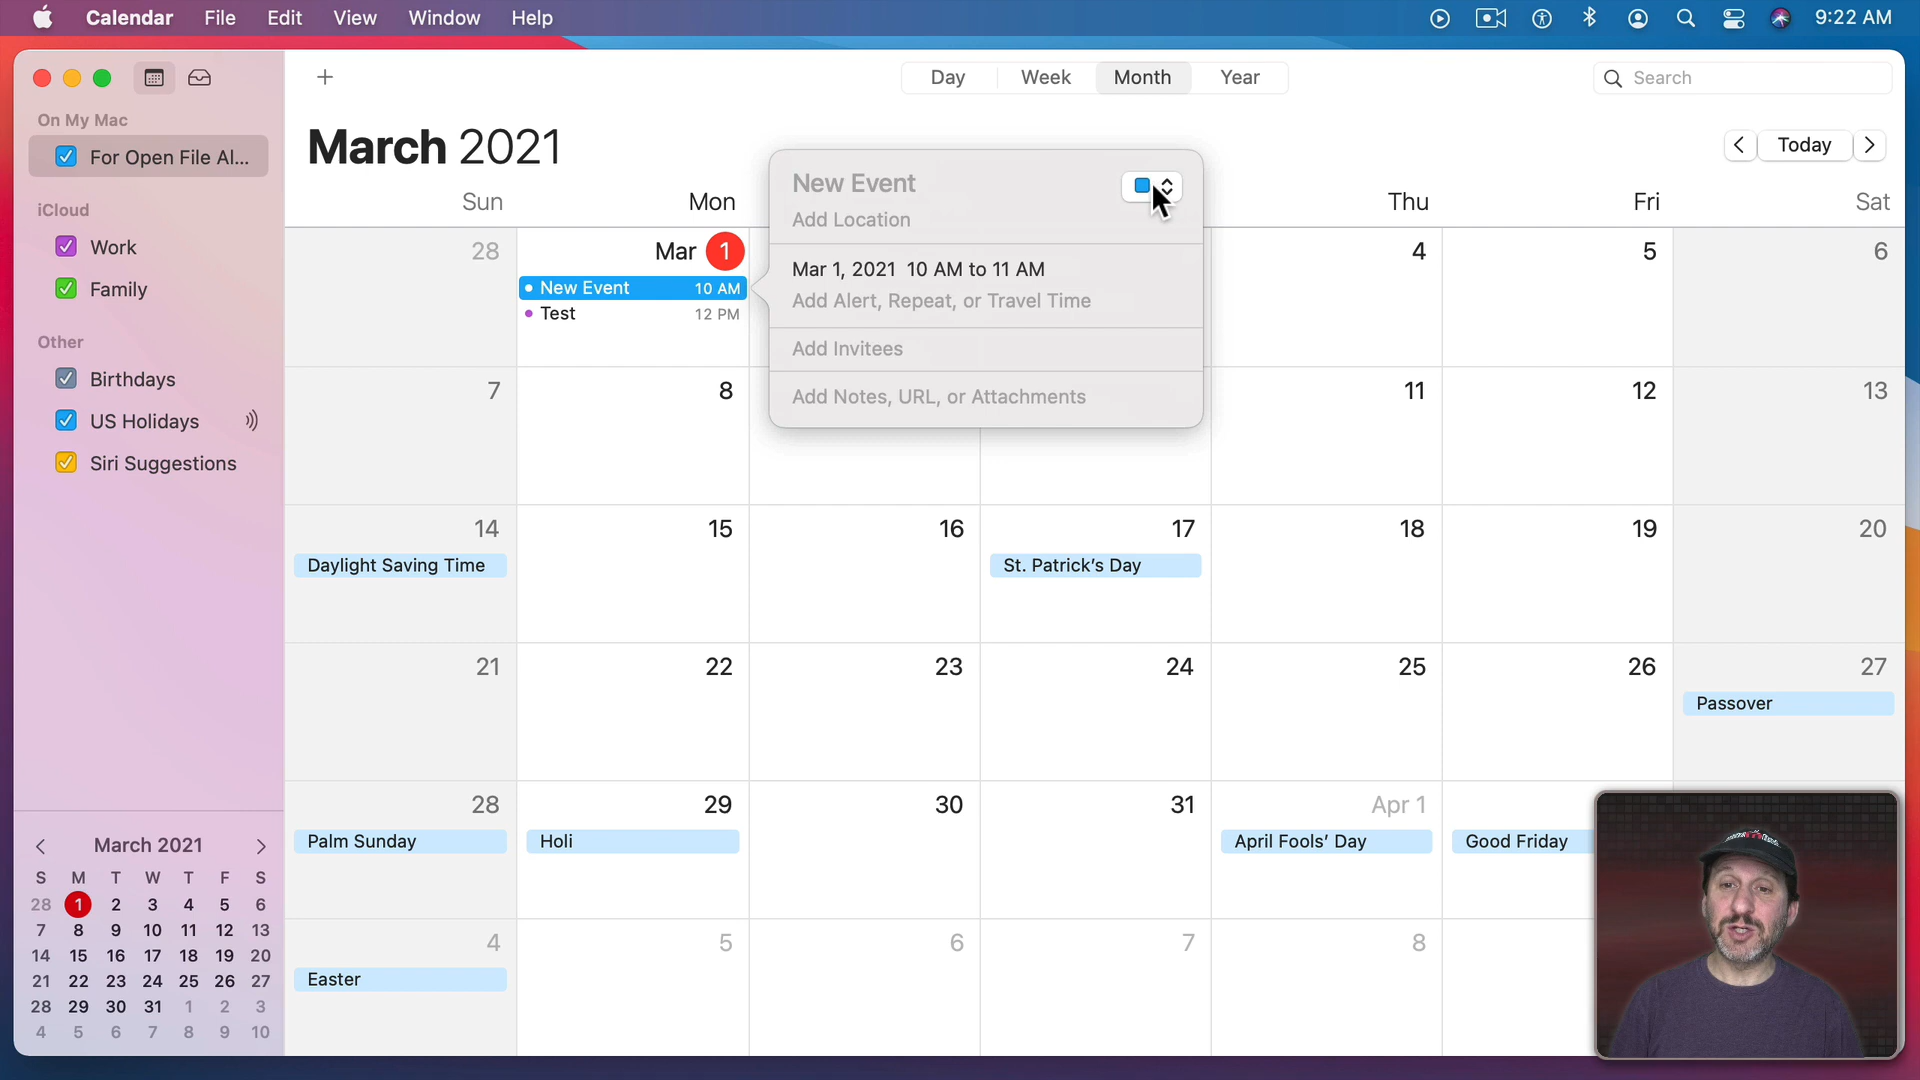 Calendar File Edit View Window Help 9:22 AM
Day Week Month Year
Search
On My Mac
For Open File Al...
iCloud
Work
Family
Other
Birthdays
US Holidays
Siri Suggestions
March 2021
Today
Sun Mon Thu Fri Sat
28 Mar 1 4 5 6
New Event 10 AM
Test 12 PM
New Event
Add Location
Mar 1, 2021 10 AM to 11 AM
Add Alert, Repeat, or Travel Time
Add Invitees
Add Notes, URL, or Attachments
7 8 11 12 13
14 15 16 17 18 19 20
Daylight Saving Time St. Patrick's Day
21 22 23 24 25 26 27
Passover
28 29 30 31 Apr 1
Palm Sunday Holi April Fools' Day Good Friday
4 5 6 7 8
Easter
March 2021
S M T W T F S
28 1 2 3 4 5 6
7 8 9 10 11 12 13
14 15 16 17 18 19 20
21 22 23 24 25 26 27
28 29 30 31 1 2 3
4 5 6 7 8 9 10